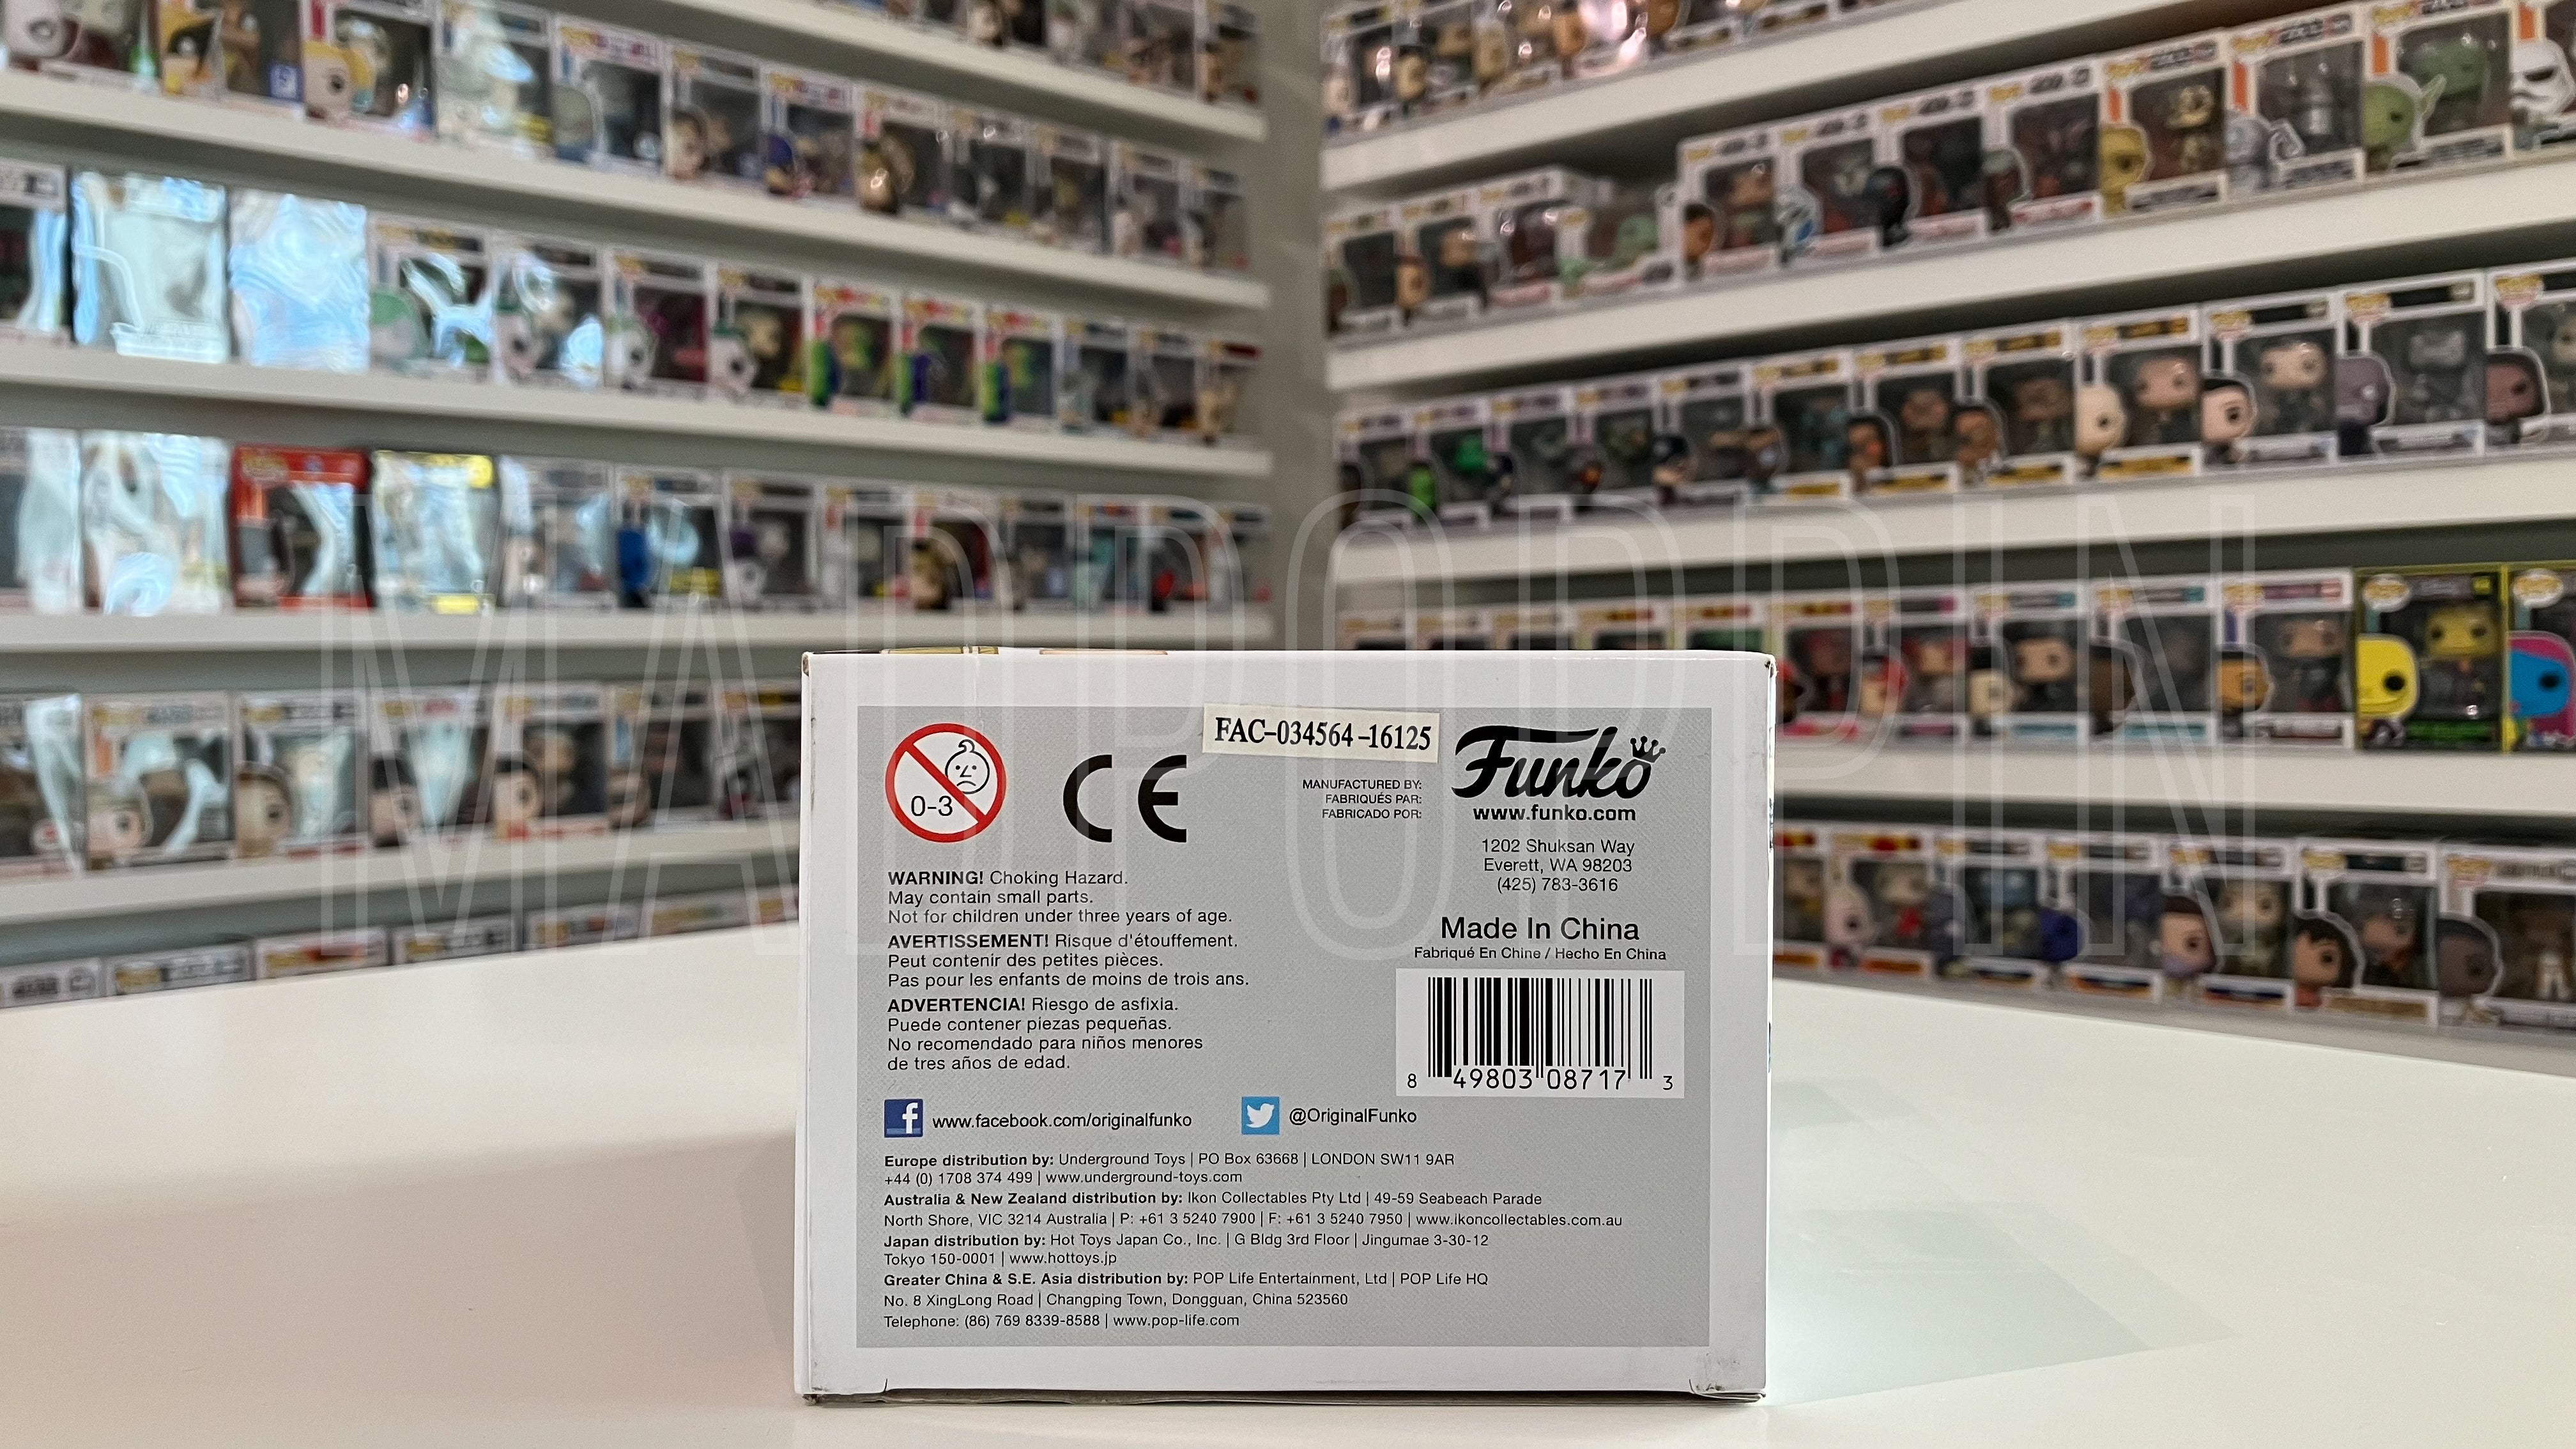 MADPOPPIN
FAC-034564-16125
0-3
CE
MANUFACTURED BY:
FABRIQUÉS PAR:
FABRICADO POR:
Funko
www.funko.com
1202 Shuksan Way
Everett, WA 98203
(425) 783-3616
WARNING! Choking Hazard.
May contain small parts.
Not for children under three years of age.
AVERTISSEMENT! Risque d'étouffement.
Peut contenir des petites pièces.
Pas pour les enfants de moins de trois ans.
ADVERTENCIA! Riesgo de asfixia.
Puede contener piezas pequeñas.
No recomendado para niños menores
de tres años de edad.
Made In China
Fabriqué En Chine / Hecho En China
8 49803 08717 3
www.facebook.com/originalfunko
@OriginalFunko
Europe distribution by: Underground Toys | PO Box 63668 | LONDON SW11 9AR
+44 (0) 1708 374 499 | www.underground-toys.com
Australia & New Zealand distribution by: Ikon Collectables Pty Ltd | 49-59 Seabeach Parade
North Shore, VIC 3214 Australia | P: +61 3 5240 7900 | F: +61 3 5240 7950 | www.ikoncollectables.com.au
Japan distribution by: Hot Toys Japan Co., Inc. | G Bldg 3rd Floor | Jingumae 3-30-12
Tokyo 150-0001 | www.hottoys.jp
Greater China & S.E. Asia distribution by: POP Life Entertainment, Ltd | POP Life HQ
No. 8 XingLong Road | Changping Town, Dongguan, China 523560
Telephone: (86) 769 8339-8588 | www.pop-life.com